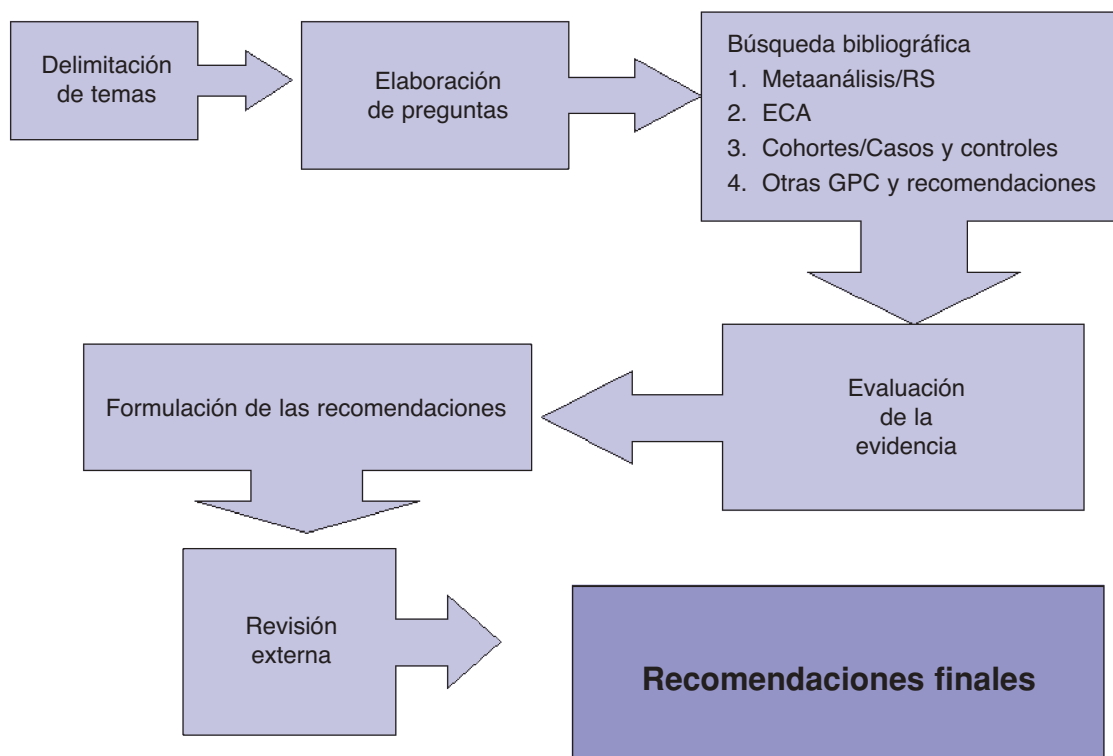 Delimitación
de temas
Elaboración
de preguntas
Búsqueda bibliográfica
1. Metaanálisis/RS
2. ECA
3. Cohortes/Casos y controles
4. Otras GPC y recomendaciones
Evaluación
de la
evidencia
Formulación de las recomendaciones
Revisión
externa
Recomendaciones finales